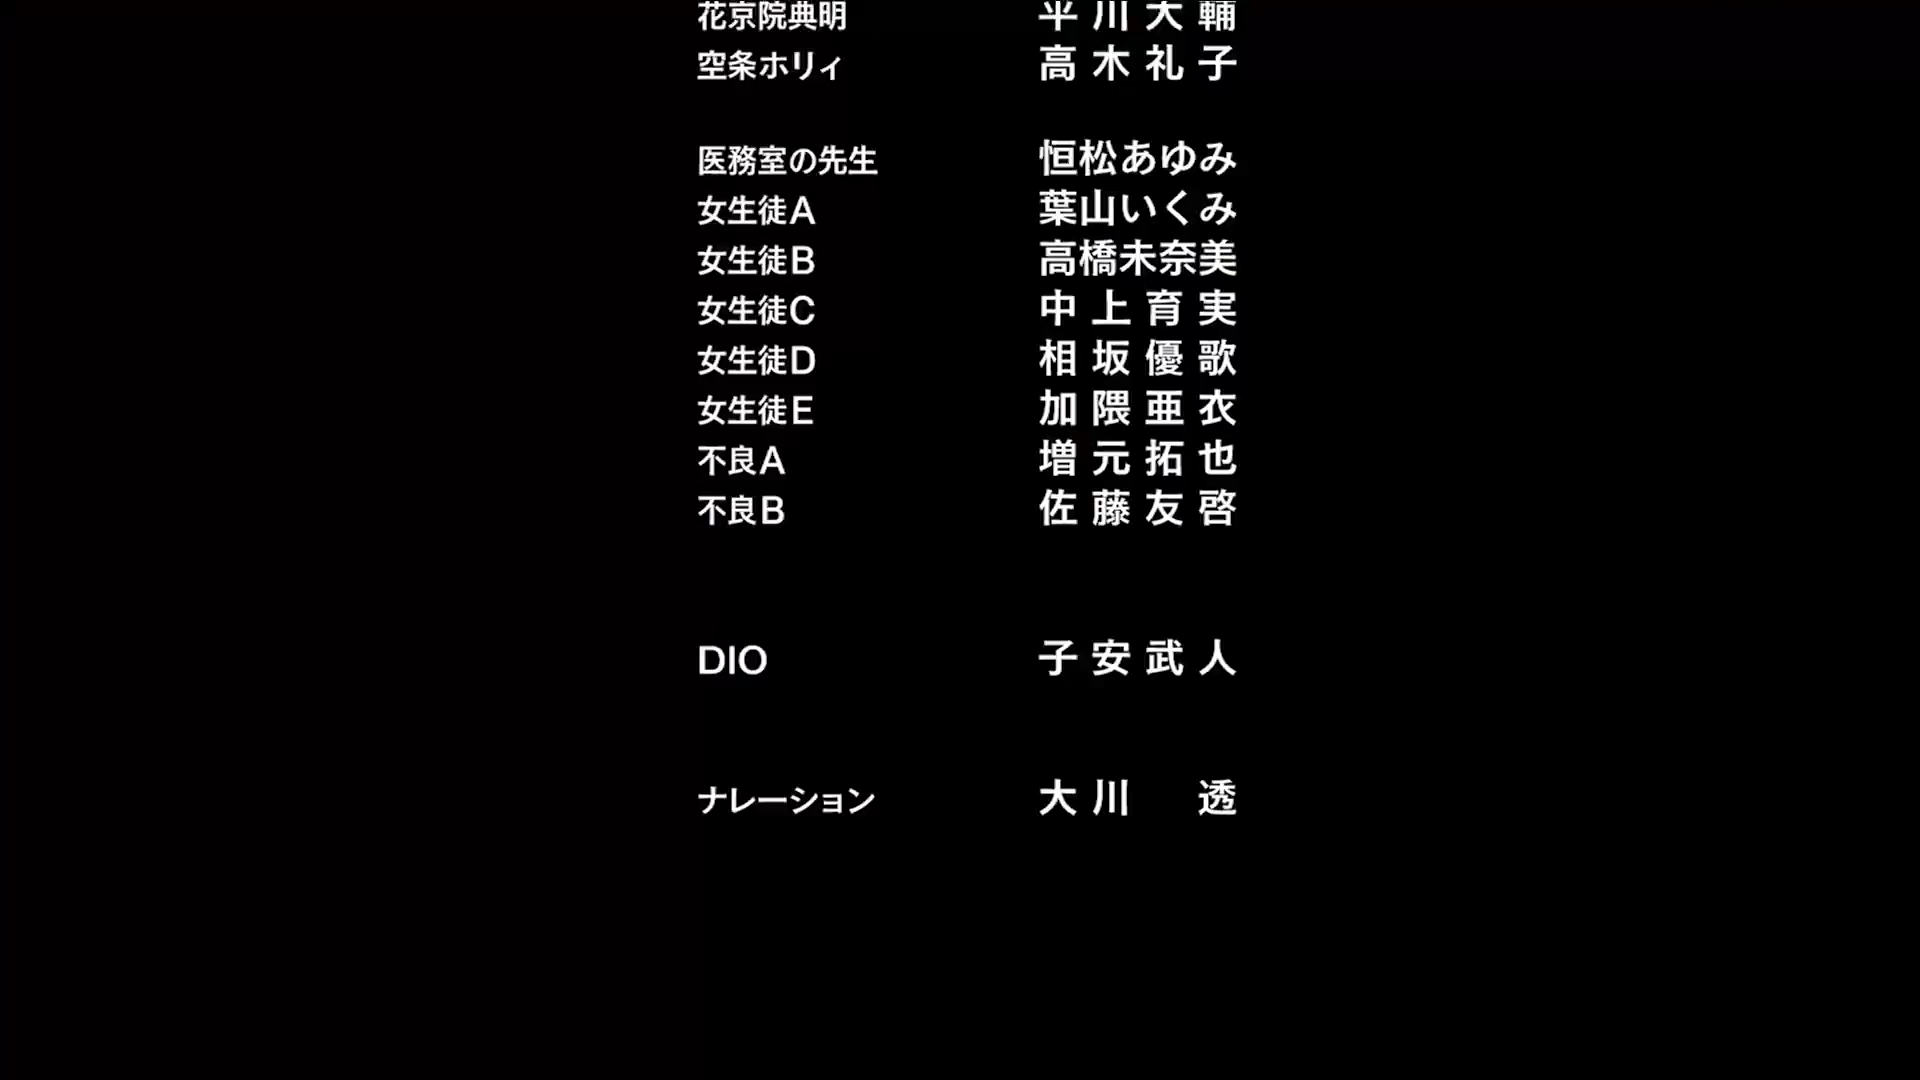 花京院典明 平川大輔
空条ホリィ 高木礼子
医務室の先生 恒松あゆみ
女生徒A 葉山いくみ
女生徒B 高橋未奈美
女生徒C 中上育実
女生徒D 相坂優歌
女生徒E 加隈亜衣
不良A 増元拓也
不良B 佐藤友啓
DIO 子安武人
ナレーション 大川 透